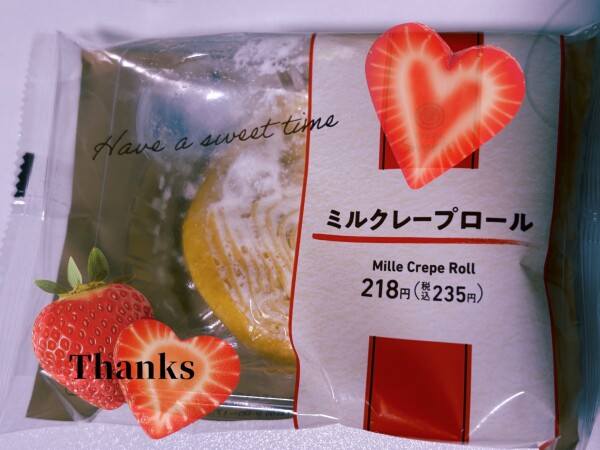 Have a sweet time
ミルクレープロール
Mille Crepe Roll
218円(税込235円)
Thanks